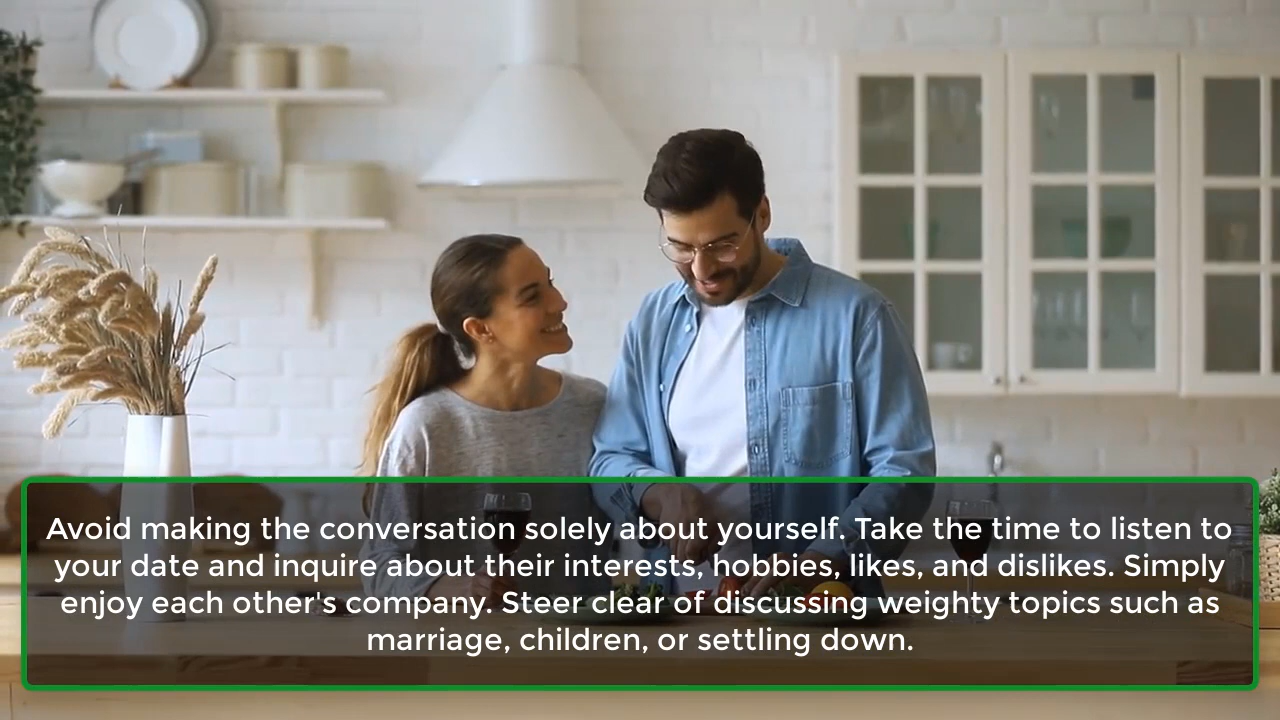 Avoid making the conversation solely about yourself. Take the time to listen to
your date and inquire about their interests, hobbies, likes, and dislikes. Simply
enjoy each other's company. Steer clear of discussing weighty topics such as
marriage, children, or settling down.